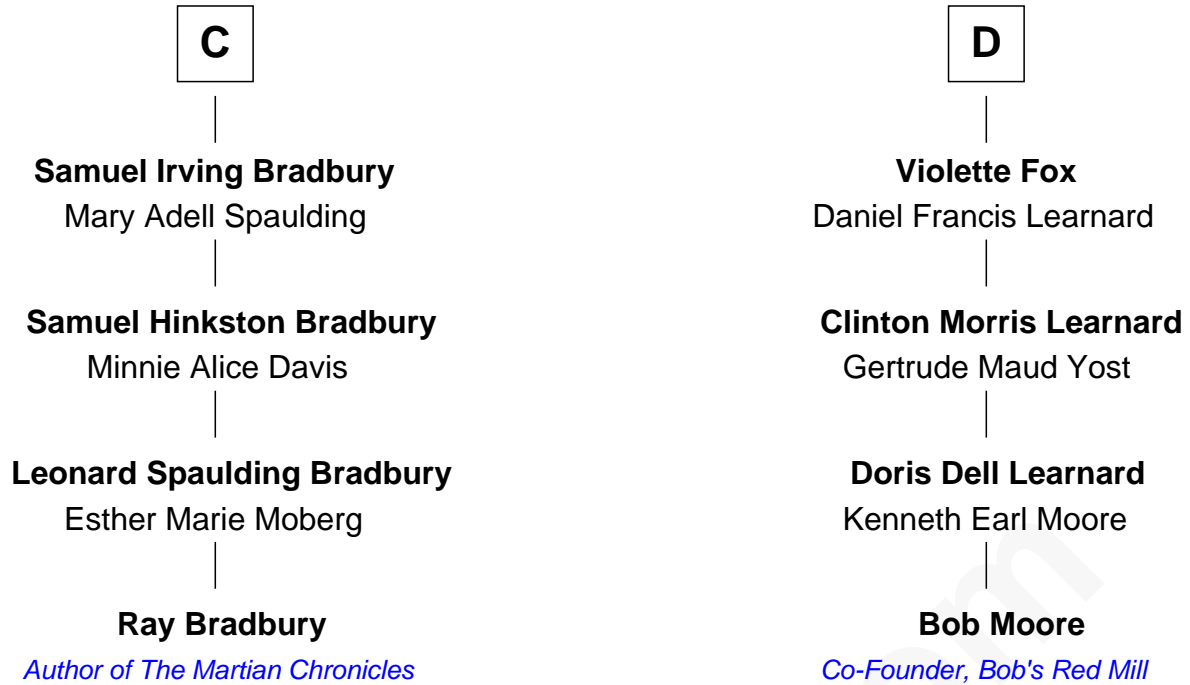 C
Samuel Irving Bradbury
Mary Adell Spaulding
Samuel Hinkston Bradbury
Minnie Alice Davis
Leonard Spaulding Bradbury
Esther Marie Moberg
Ray Bradbury
Author of The Martian Chronicles
D
Violette Fox
Daniel Francis Learnard
Clinton Morris Learnard
Gertrude Maud Yost
Doris Dell Learnard
Kenneth Earl Moore
Bob Moore
Co-Founder, Bob's Red Mill